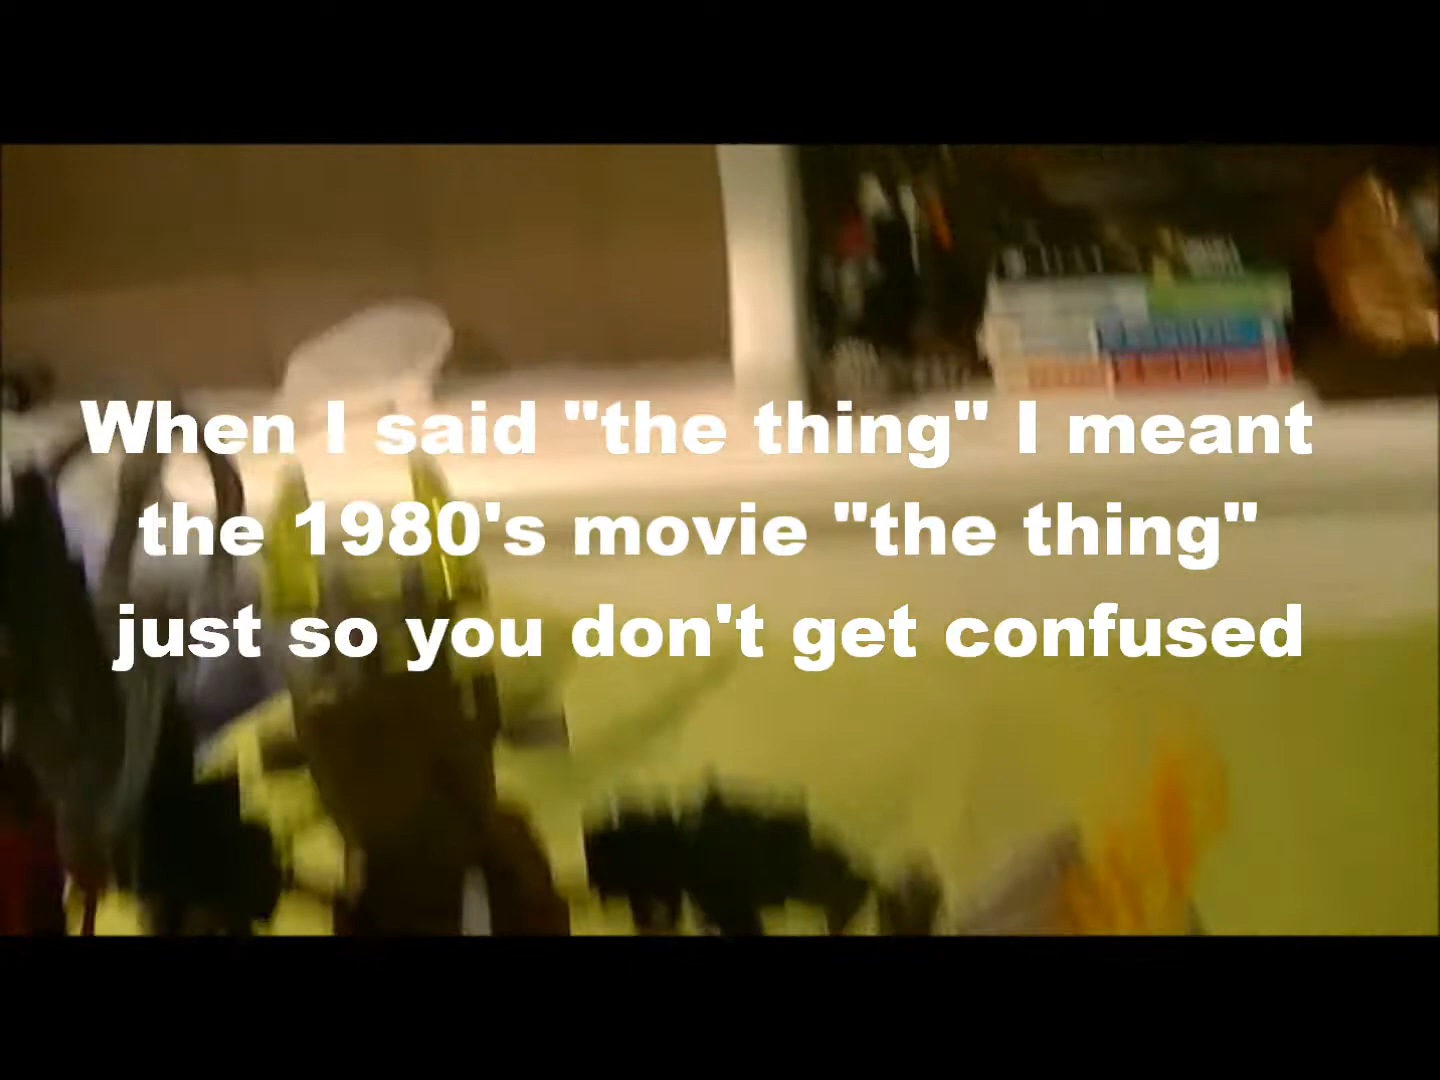 When I said "the thing" I meant
the 1980's movie "the thing"
just so you don't get confused